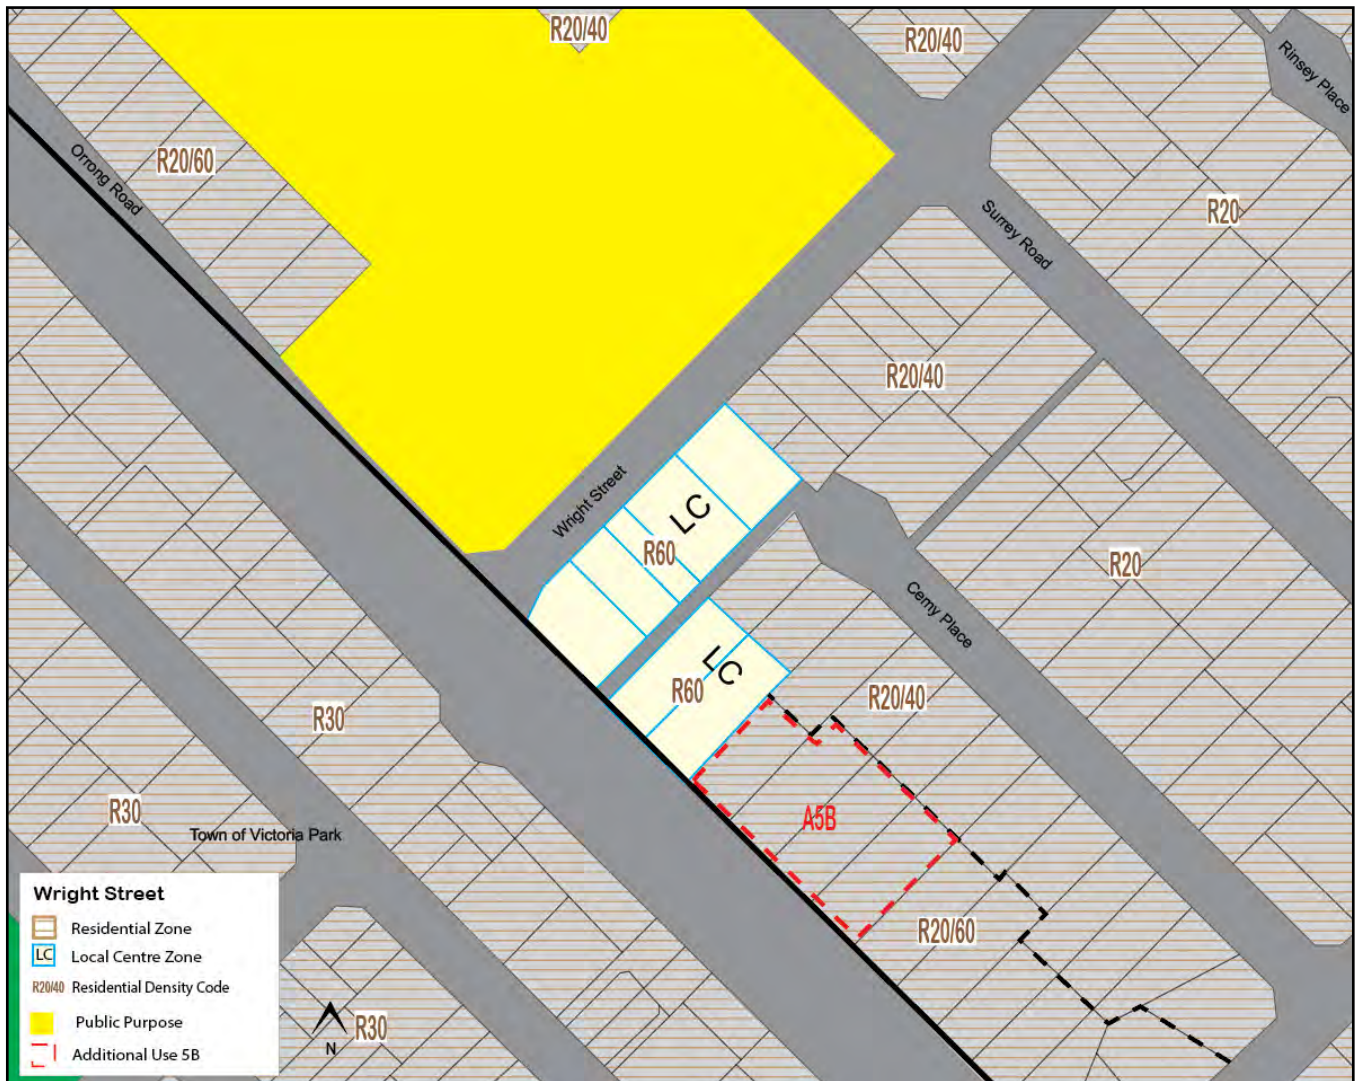 R20/40
R20/40
Rinsey Place
Orrong Road
R20/60
R20
Surrey Road
R20/40
Wright Street
LC
R60
R20
Cerny Place
LC
R60
R20/40
R30
R30
Town of Victoria Park
A5B
R20/60
R30
N
Wright Street
Residential Zone
LC Local Centre Zone
R20/40 Residential Density Code
Public Purpose
Additional Use 5B